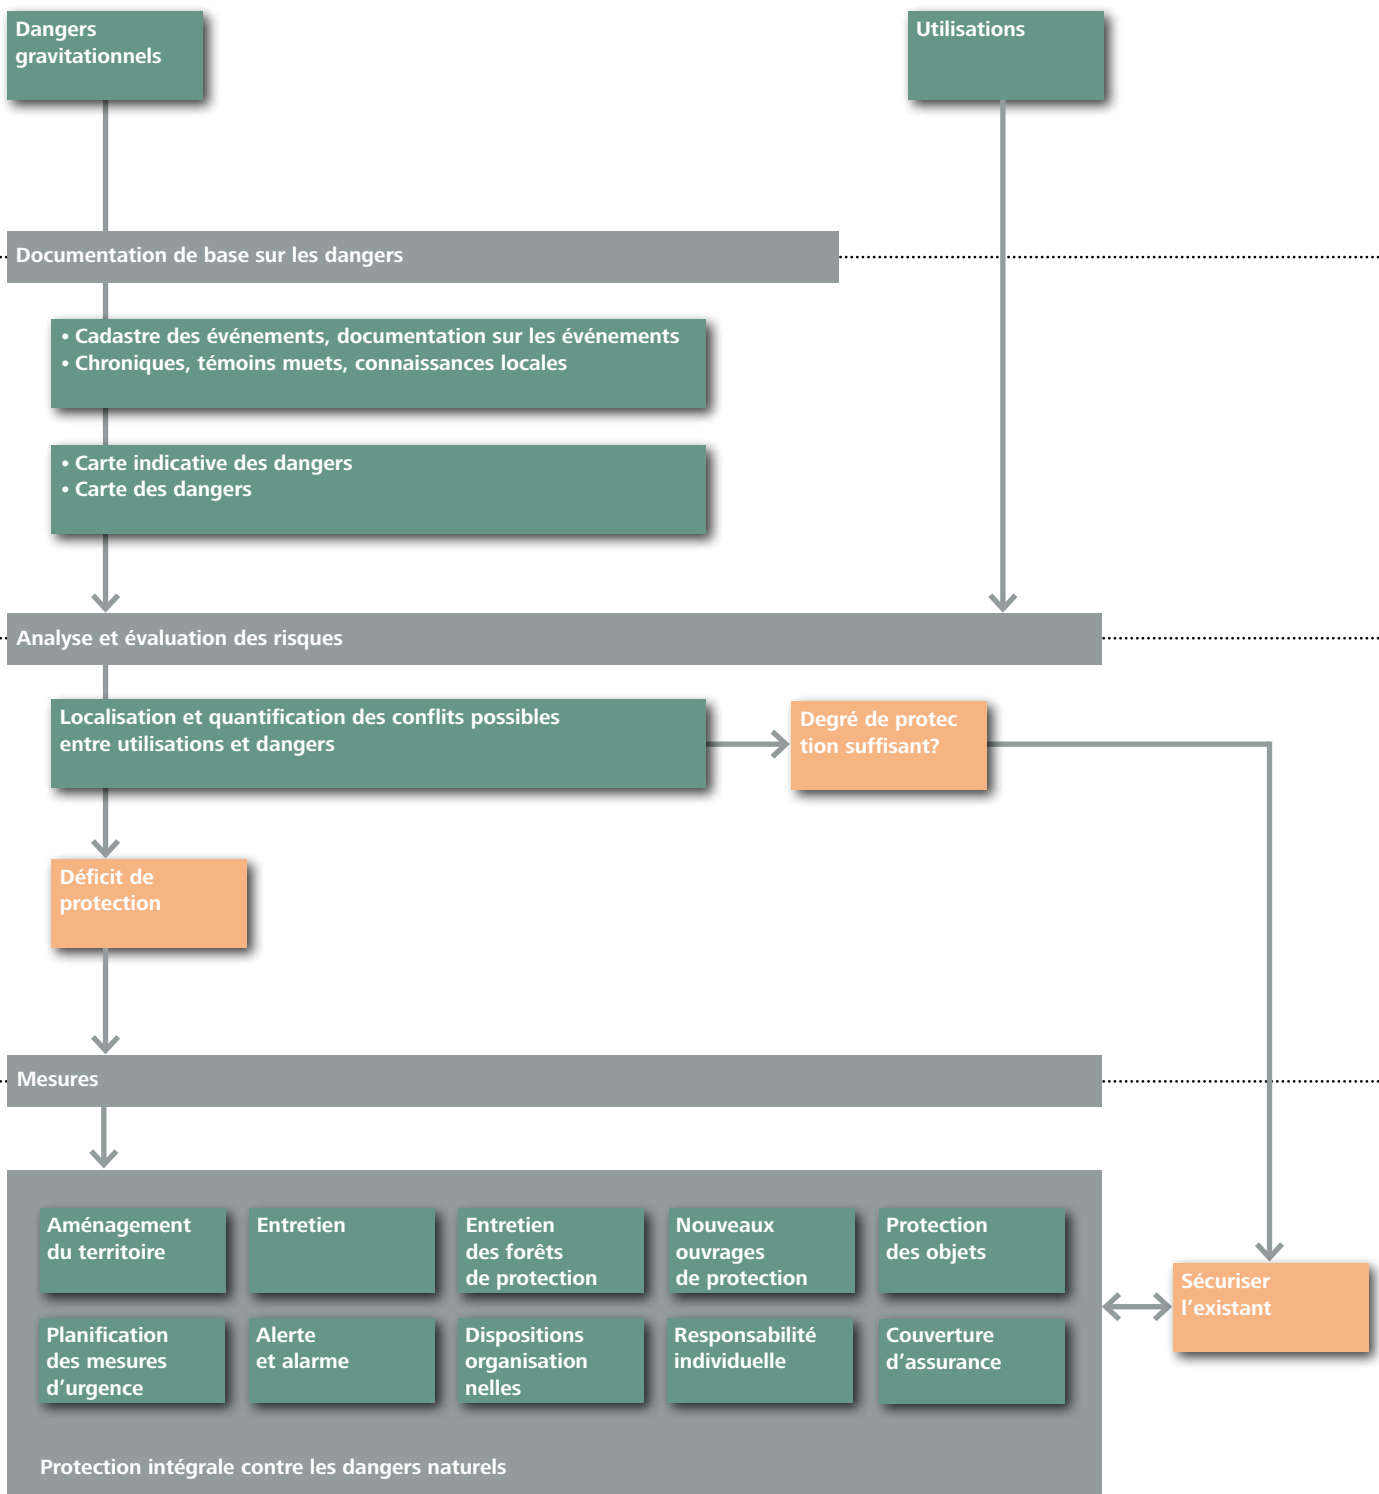 Dangers
gravitationnels
Utilisations
Documentation de base sur les dangers
• Cadastre des événements, documentation sur les événements
• Chroniques, témoins muets, connaissances locales
• Carte indicative des dangers
• Carte des dangers
Analyse et évaluation des risques
Localisation et quantification des conflits possibles
entre utilisations et dangers
Degré de protec
tion suffisant?
Déficit de
protection
Mesures
Aménagement
du territoire
Entretien
Entretien
des forêts
de protection
Nouveaux
ouvrages
de protection
Protection
des objets
Sécuriser
l’existant
Planification
des mesures
d’urgence
Alerte
et alarme
Dispositions
organisation
nelles
Responsabilité
individuelle
Couverture
d’assurance
Protection intégrale contre les dangers naturels